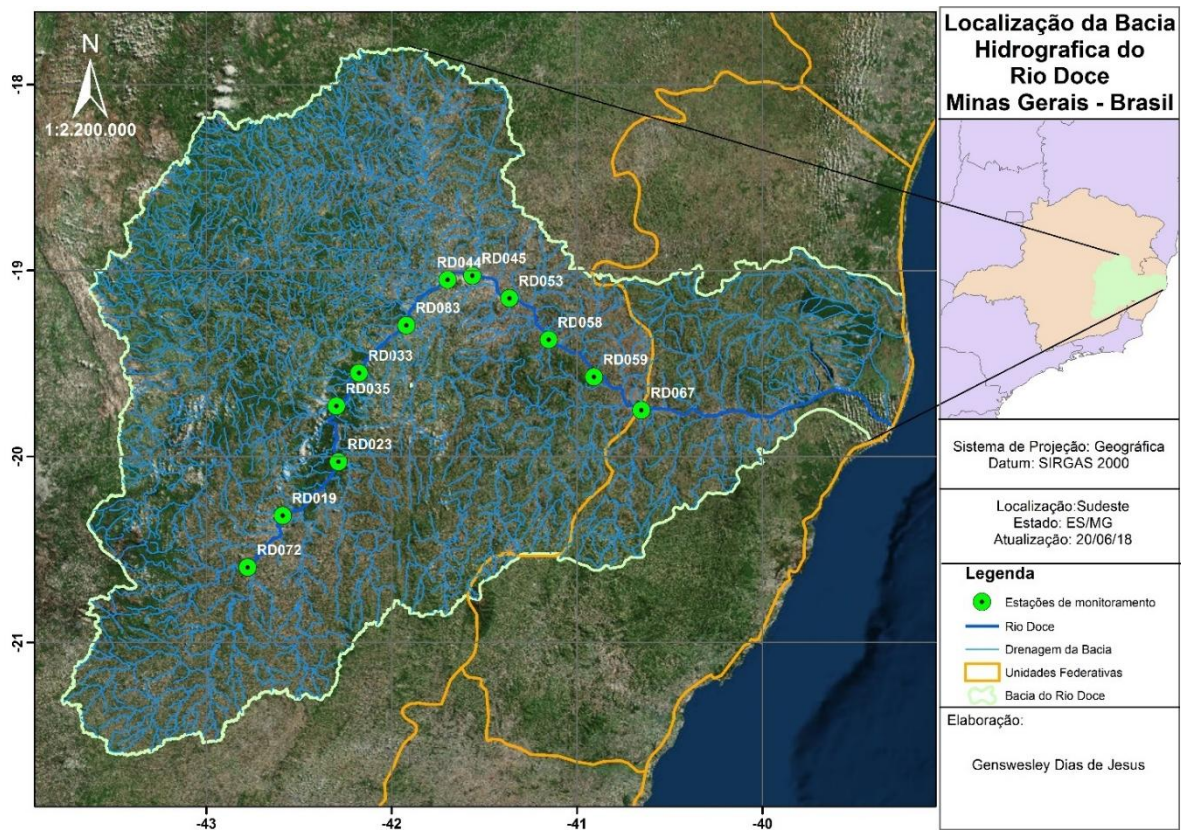 N
1:2.200.000
-18
-19
-20
-21
-43
-42
-41
-40
RD044
RD045
RD053
RD083
RD058
RD033
RD059
RD035
RD067
RD023
RD019
RD072
Localização da Bacia
Hidrografica do
Rio Doce
Minas Gerais - Brasil
Sistema de Projeção: Geográfica
Datum: SIRGAS 2000
Localização:Sudeste
Estado: ES/MG
Atualização: 20/06/18
Legenda
Estações de monitoramento
Rio Doce
Drenagem da Bacia
Unidades Federativas
Bacia do Rio Doce
Elaboração:
Genswesley Dias de Jesus